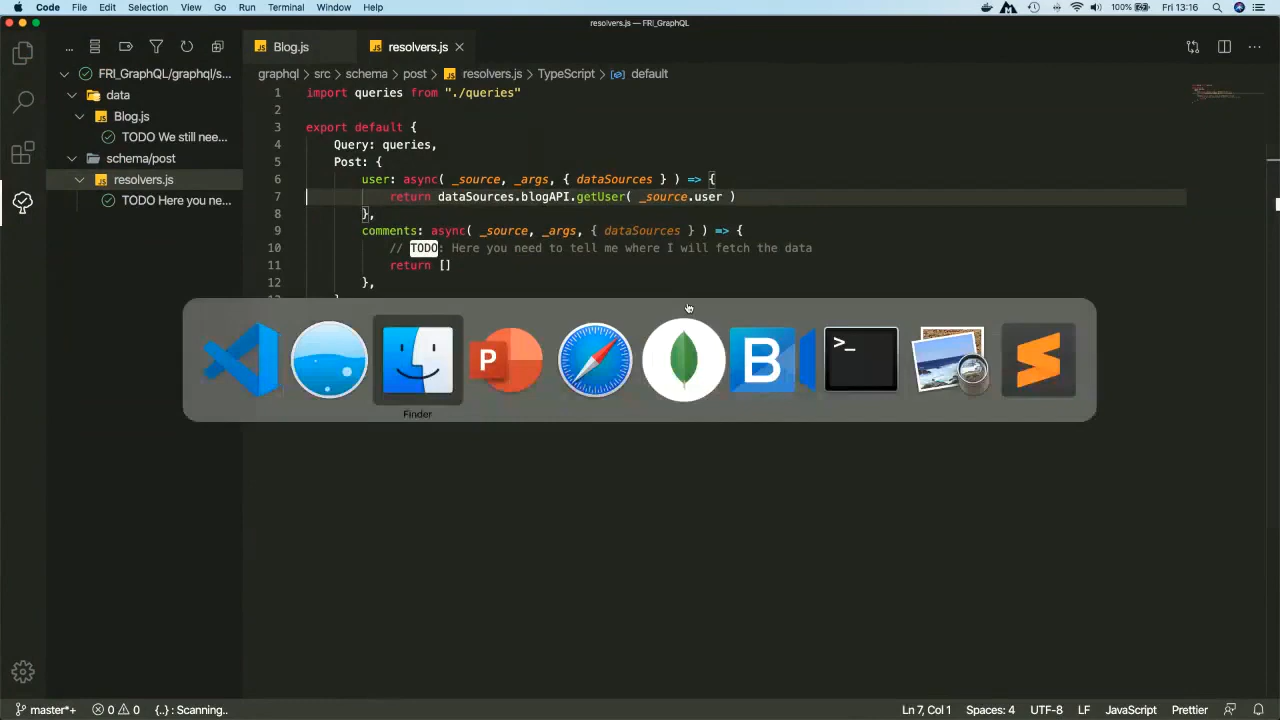 Code File Edit Selection View Go Run Terminal Window Help 100% Fri 13:16
resolvers.js — FRI_GraphQL
... JS Blog.js JS resolvers.js
FRI_GraphQL/graphql/s...
graphql > src > schema > post > JS resolvers.js > TypeScript > default
data
JS Blog.js
TODO We still nee...
schema/post
JS resolvers.js
TODO Here you ne...
1 import queries from "./queries"
2
3 export default {
4 Query: queries,
5 Post: {
6 user: async( _source, _args, { dataSources } ) => {
7 return dataSources.blogAPI.getUser( _source.user )
8 },
9 comments: async( _source, _args, { dataSources } ) => {
10 // TODO: Here you need to tell me where I will fetch the data
11 return []
12 },
P B >_ S
Finder
master*+ 0 0 {..} : Scanning.. Ln 7, Col 1 Spaces: 4 UTF-8 LF JavaScript Prettier